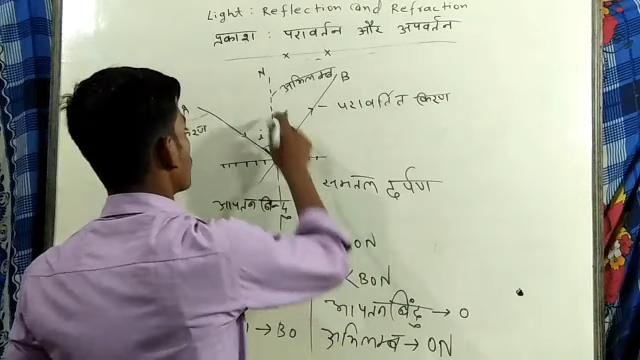 Light: Reflection and Refraction
प्रकाश : परावर्तन और अपवर्तन
N
अभिलम्ब B
A
परावर्तित किरण
किरण
i
समतल दर्पण
आपतन बिन्दु
ON
<BON
आपतन बिंदु → O
→ BO
अभिलम्ब → ON